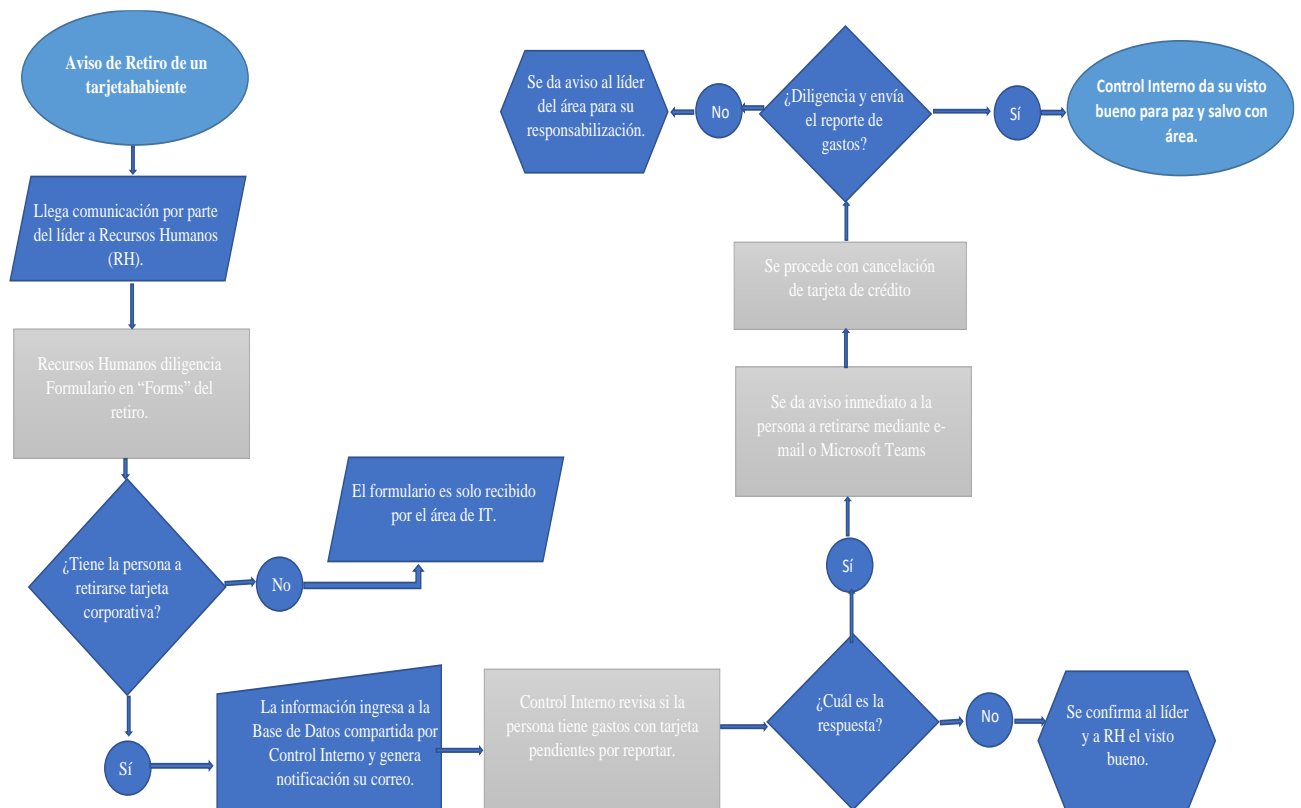 Aviso de Retiro de un
tarjetahabiente
Llega comunicación por parte
del líder a Recursos Humanos
(RH).
Recursos Humanos diligencia
Formulario en “Forms” del
retiro.
¿Tiene la persona a
retirarse tarjeta
corporativa?
No
El formulario es solo recibido
por el área de IT.
Sí
La información ingresa a la
Base de Datos compartida por
Control Interno y genera
notificación su correo.
Control Interno revisa si la
persona tiene gastos con tarjeta
pendientes por reportar.
¿Cuál es la
respuesta?
No
Se confirma al líder
y a RH el visto
bueno.
Sí
Se da aviso inmediato a la
persona a retirarse mediante e-
mail o Microsoft Teams
Se procede con cancelación
de tarjeta de crédito
¿Diligencia y envía
el reporte de
gastos?
No
Se da aviso al líder
del área para su
responsabilización.
Sí
Control Interno da su visto
bueno para paz y salvo con
área.